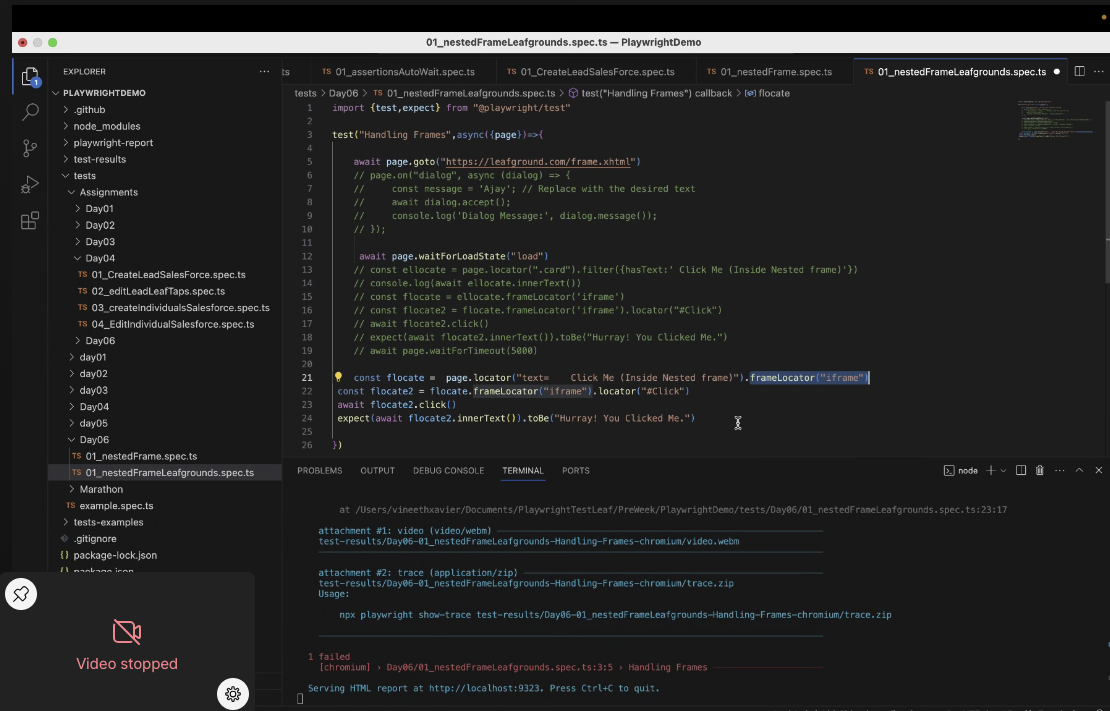 01_nestedFrameLeafgrounds.spec.ts — PlaywrightDemo
EXPLORER
ts
TS 01_assertionsAutoWait.spec.ts
TS 01_CreateLeadSalesForce.spec.ts
TS 01_nestedFrame.spec.ts
TS 01_nestedFrameLeafgrounds.spec.ts
tests > Day06 > TS 01_nestedFrameLeafgrounds.spec.ts > test("Handling Frames") callback > flocate
1
PLAYWRIGHTDEMO
.github
node_modules
playwright-report
test-results
tests
Assignments
Day01
Day02
Day03
Day04
TS 01_CreateLeadSalesForce.spec.ts
TS 02_editLeadLeafTaps.spec.ts
TS 03_createIndividualsSalesforce.spec.ts
TS 04_EditIndividualSalesforce.spec.ts
Day06
day01
day02
day03
Day04
day05
Day06
TS 01_nestedFrame.spec.ts
TS 01_nestedFrameLeafgrounds.spec.ts
Marathon
TS example.spec.ts
tests-examples
.gitignore
{} package-lock.json
{} package.json
1 import {test,expect} from "@playwright/test"
2
3 test("Handling Frames",async({page})=>{
4
5 await page.goto("https://leafground.com/frame.xhtml")
6 // page.on("dialog", async (dialog) => {
7 // const message = 'Ajay'; // Replace with the desired text
8 // await dialog.accept();
9 // console.log('Dialog Message:', dialog.message());
10 // });
11
12 await page.waitForLoadState("load")
13 // const ellocate = page.locator(".card").filter({hasText:' Click Me (Inside Nested frame)'})
14 // console.log(await ellocate.innerText())
15 // const flocate = ellocate.frameLocator('iframe')
16 // const flocate2 = flocate.frameLocator('iframe').locator("#Click")
17 // await flocate2.click()
18 // expect(await flocate2.innerText()).toBe("Hurray! You Clicked Me.")
19 // await page.waitForTimeout(5000)
20
21 const flocate = page.locator("text= Click Me (Inside Nested frame)").frameLocator("iframe")
22 const flocate2 = flocate.frameLocator("iframe").locator("#Click")
23 await flocate2.click()
24 expect(await flocate2.innerText()).toBe("Hurray! You Clicked Me.")
25
26 })
PROBLEMS OUTPUT DEBUG CONSOLE TERMINAL PORTS
node
at /Users/vineethxavier/Documents/PlaywrightTestLeaf/PreWeek/PlaywrightDemo/tests/Day06/01_nestedFrameLeafgrounds.spec.ts:23:17
attachment #1: video (video/webm)
test-results/Day06-01_nestedFrameLeafgrounds-Handling-Frames-chromium/video.webm
attachment #2: trace (application/zip)
test-results/Day06-01_nestedFrameLeafgrounds-Handling-Frames-chromium/trace.zip
Usage:
npx playwright show-trace test-results/Day06-01_nestedFrameLeafgrounds-Handling-Frames-chromium/trace.zip
1 failed
[chromium] › Day06/01_nestedFrameLeafgrounds.spec.ts:3:5 › Handling Frames
Serving HTML report at http://localhost:9323. Press Ctrl+C to quit.
Video stopped